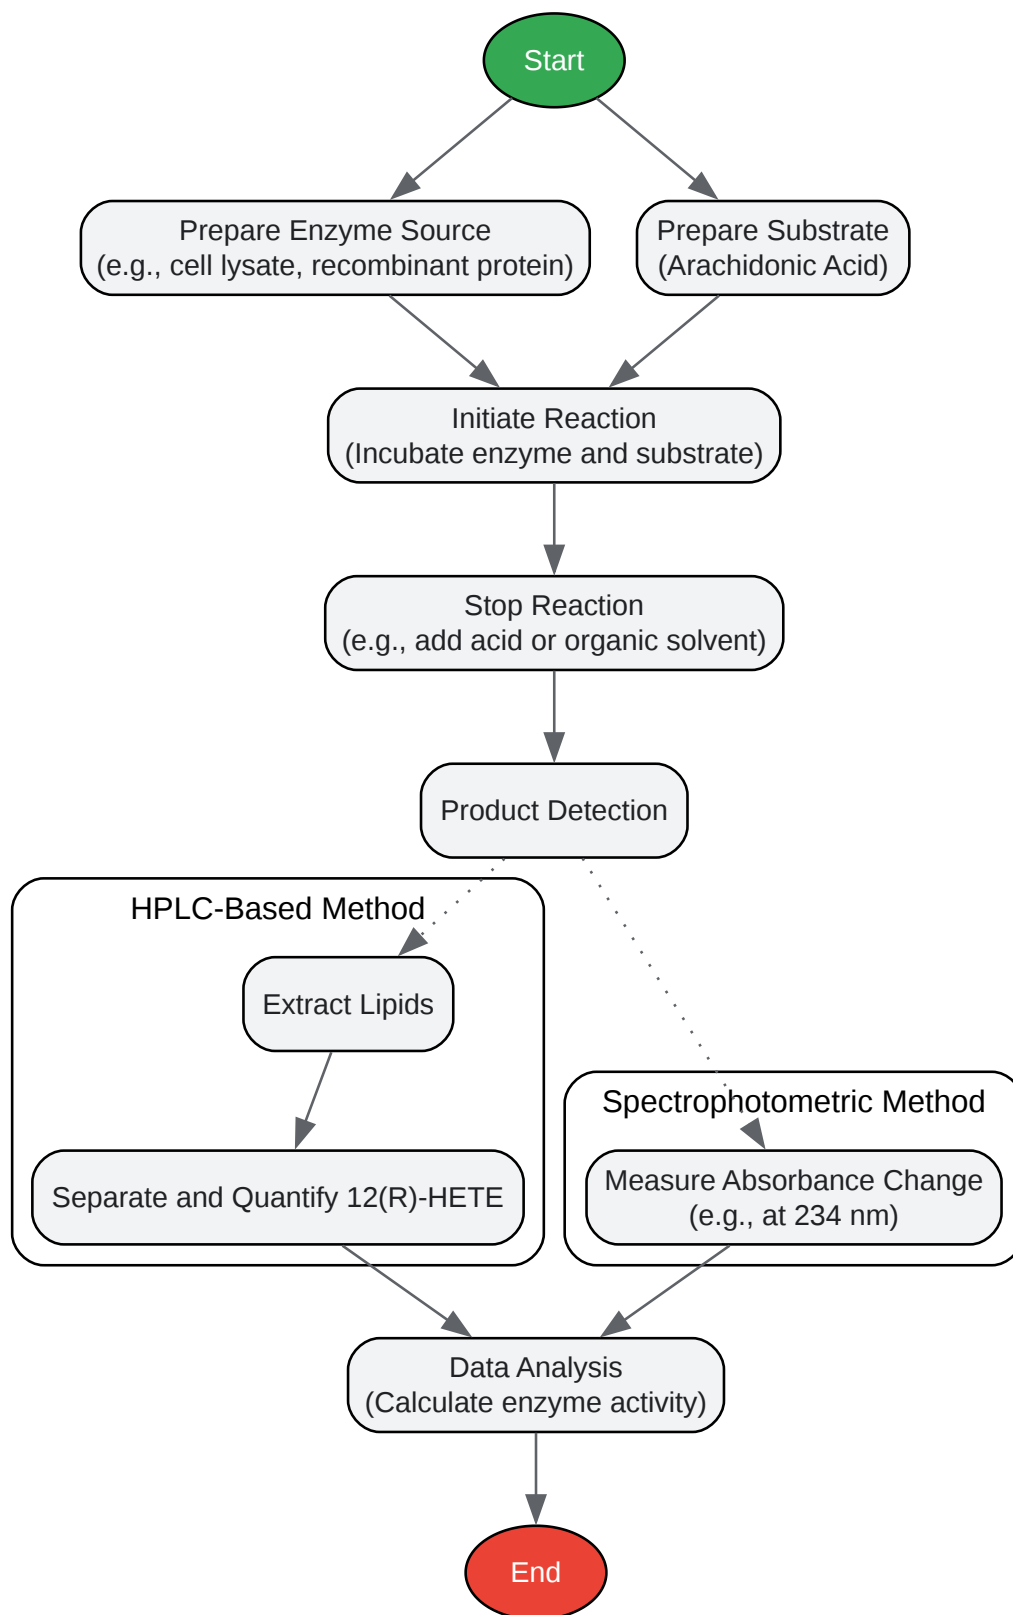 Start
Prepare Enzyme Source
(e.g., cell lysate, recombinant protein)
Prepare Substrate
(Arachidonic Acid)
Initiate Reaction
(Incubate enzyme and substrate)
Stop Reaction
(e.g., add acid or organic solvent)
Product Detection
HPLC-Based Method
Extract Lipids
Separate and Quantify 12(R)-HETE
Spectrophotometric Method
Measure Absorbance Change
(e.g., at 234 nm)
Data Analysis
(Calculate enzyme activity)
End